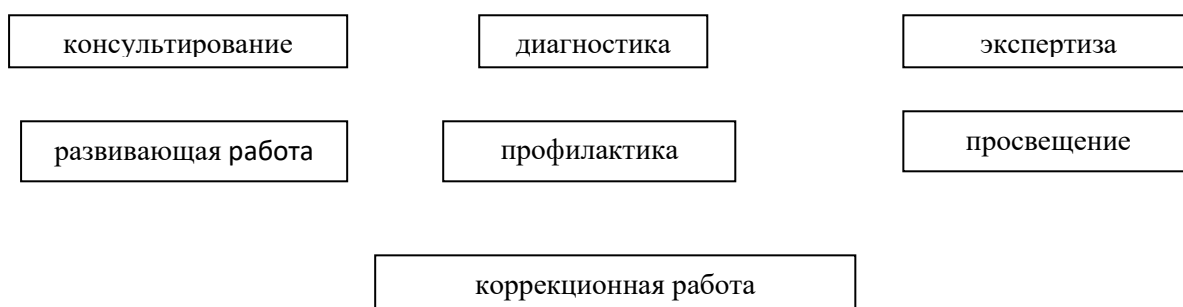 консультирование
диагностика
экспертиза
развивающая работа
профилактика
просвещение
коррекционная работа